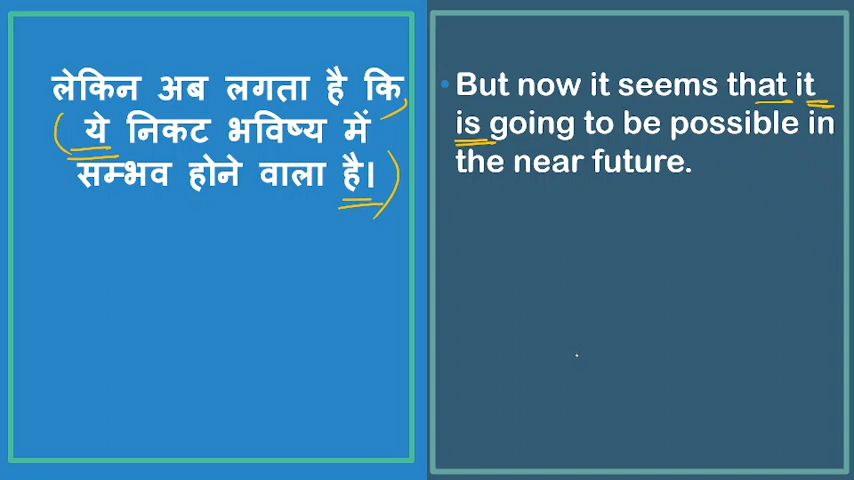 लेकिन अब लगता है कि
ये निकट भविष्य में
सम्भव होने वाला है।
But now it seems that it
is going to be possible in
the near future.